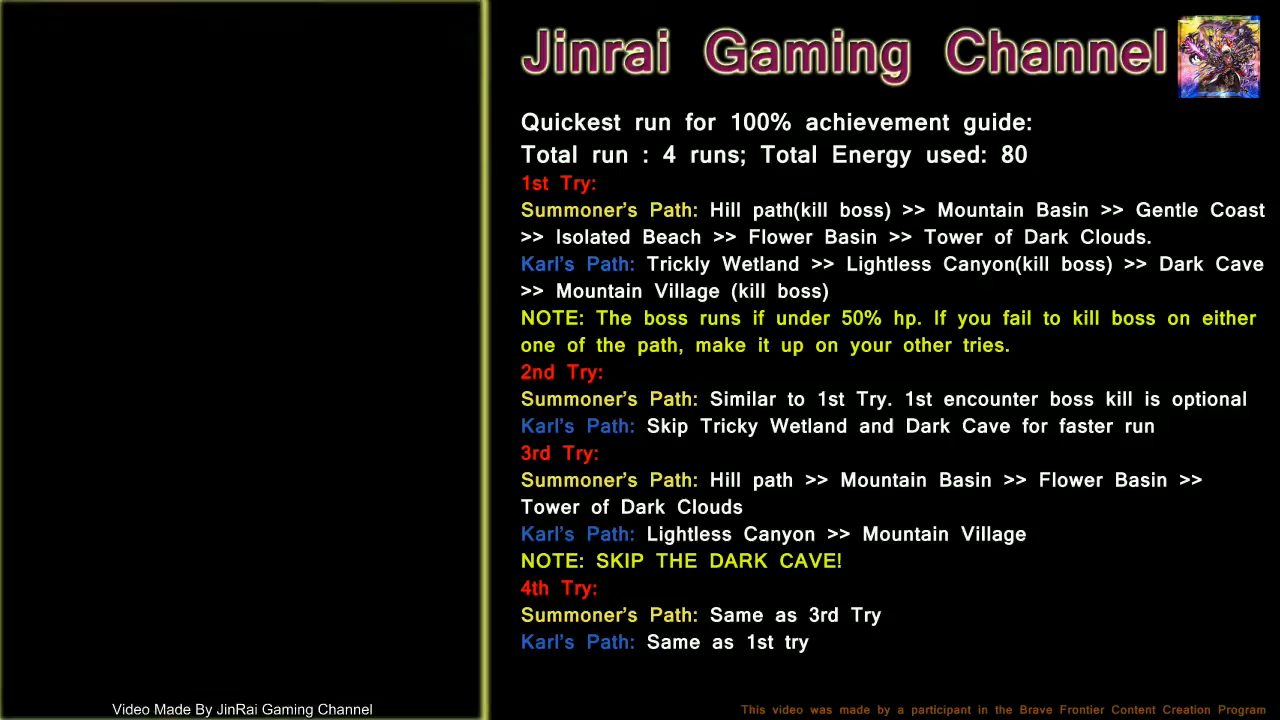 Jinrai Gaming Channel
Quickest run for 100% achievement guide:
Total run : 4 runs; Total Energy used: 80
1st Try:
Summoner's Path: Hill path(kill boss) >> Mountain Basin >> Gentle Coast
>> Isolated Beach >> Flower Basin >> Tower of Dark Clouds.
Karl's Path: Trickly Wetland >> Lightless Canyon(kill boss) >> Dark Cave
>> Mountain Village (kill boss)
NOTE: The boss runs if under 50% hp. If you fail to kill boss on either
one of the path, make it up on your other tries.
2nd Try:
Summoner's Path: Similar to 1st Try. 1st encounter boss kill is optional
Karl's Path: Skip Tricky Wetland and Dark Cave for faster run
3rd Try:
Summoner's Path: Hill path >> Mountain Basin >> Flower Basin >>
Tower of Dark Clouds
Karl's Path: Lightless Canyon >> Mountain Village
NOTE: SKIP THE DARK CAVE!
4th Try:
Summoner's Path: Same as 3rd Try
Karl's Path: Same as 1st try
Video Made By JinRai Gaming Channel
This video was made by a participant in the Brave Frontier Content Creation Program